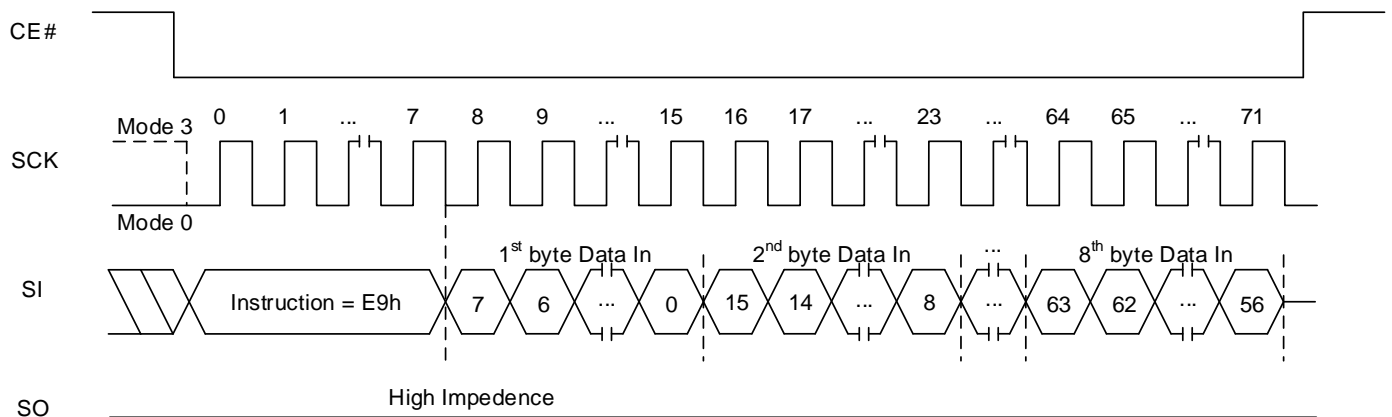 CE#
0 1 ... 7 8 9 ... 15 16 17 ... 23 ... 64 65 ... 71
Mode 3
SCK
Mode 0
1st byte Data In 2nd byte Data In ... 8th byte Data In
SI
Instruction = E9h 7 6 ... 0 15 14 ... 8 ... 63 62 ... 56
High Impedence
SO